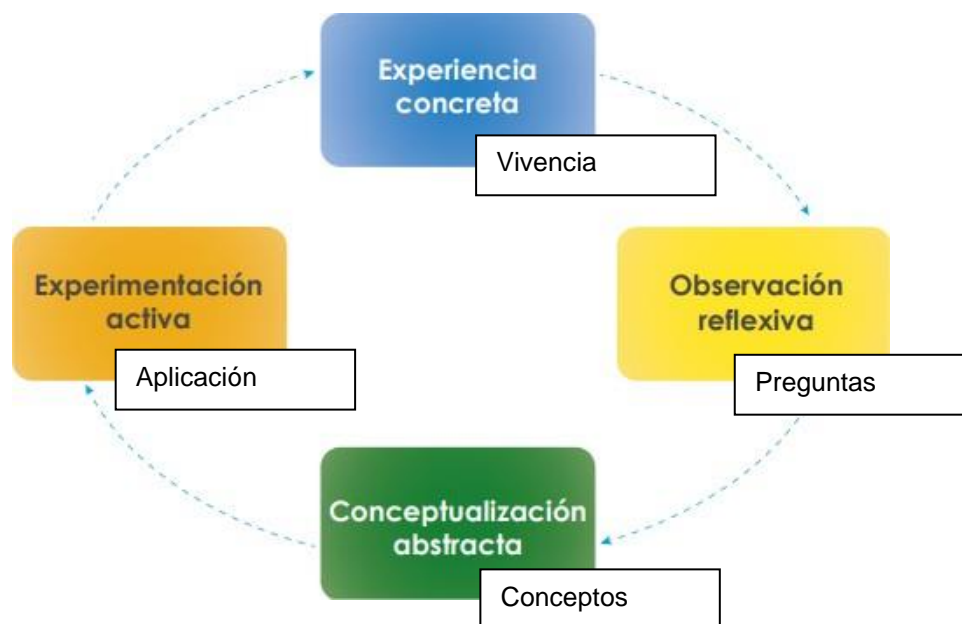 Experiencia
concreta
Vivencia
Experimentación
activa
Aplicación
Observación
reflexiva
Preguntas
Conceptualización
abstracta
Conceptos